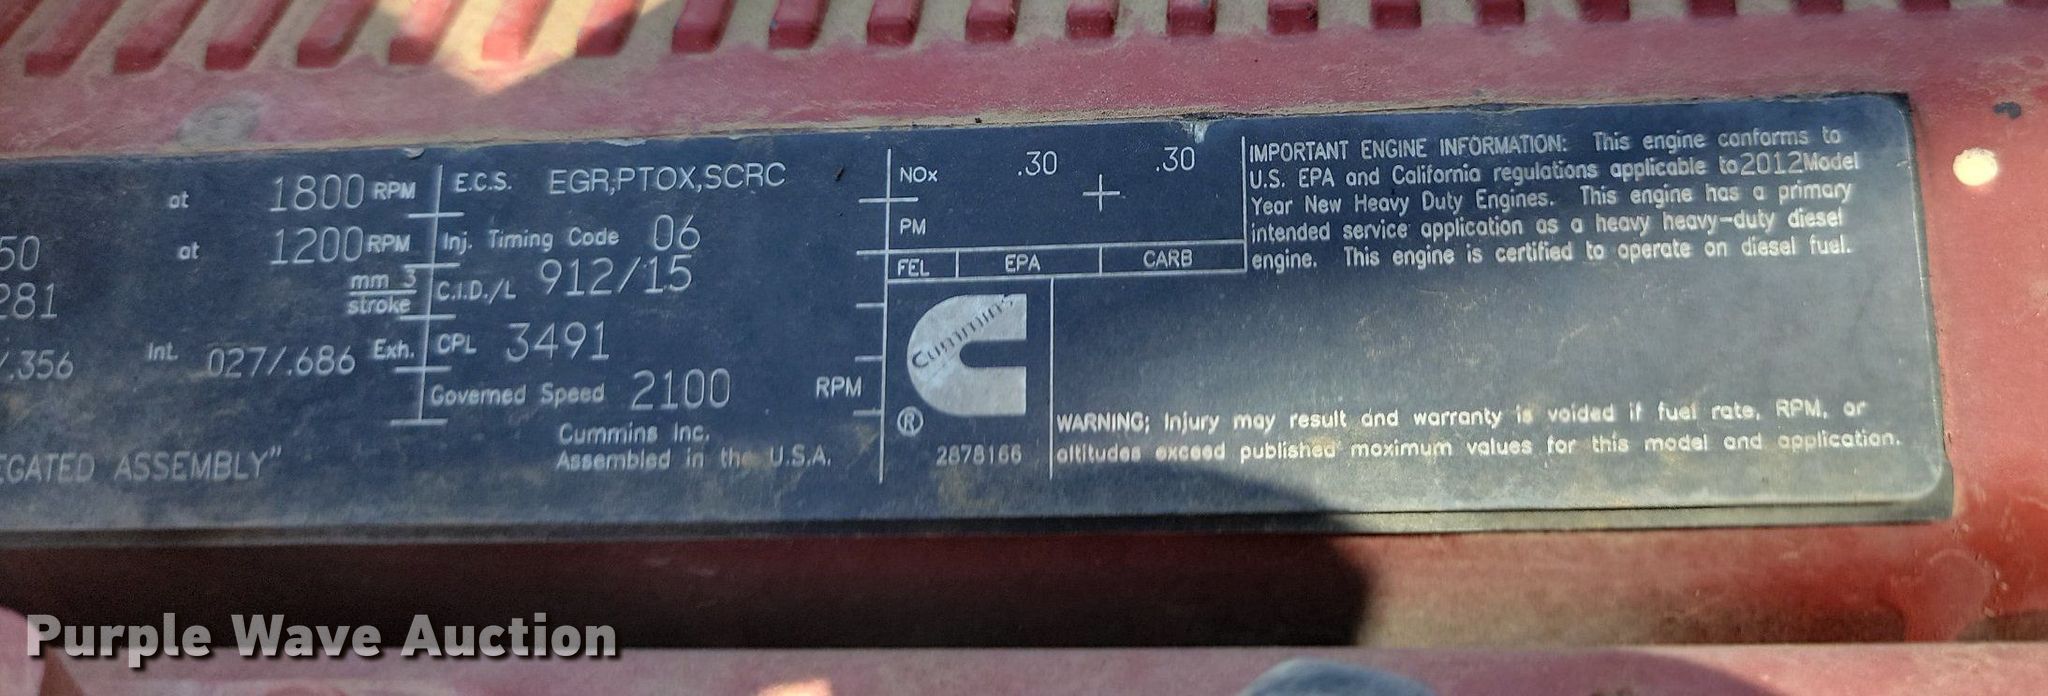 at 1800 RPM
50 at 1200 RPM
281 mm 3
stroke
/.356 Int. .027/.686 Exh.
EGATED ASSEMBLY"
E.C.S. EGR,PTOX,SCRC
Inj. Timing Code 06
C.I.D./L 912/15
CPL 3491
Governed Speed 2100 RPM
Cummins Inc.
Assembled in the U.S.A.
NOx .30 .30
PM
FEL EPA CARB
Cummins
®
2878166
IMPORTANT ENGINE INFORMATION: This engine conforms to
U.S. EPA and California regulations applicable to 2012 Model
Year New Heavy Duty Engines. This engine has a primary
intended service application as a heavy heavy-duty diesel
engine. This engine is certified to operate on diesel fuel.
WARNING; Injury may result and warranty is voided if fuel rate, RPM, or
altitudes exceed published maximum values for this model and application.
Purple Wave Auction